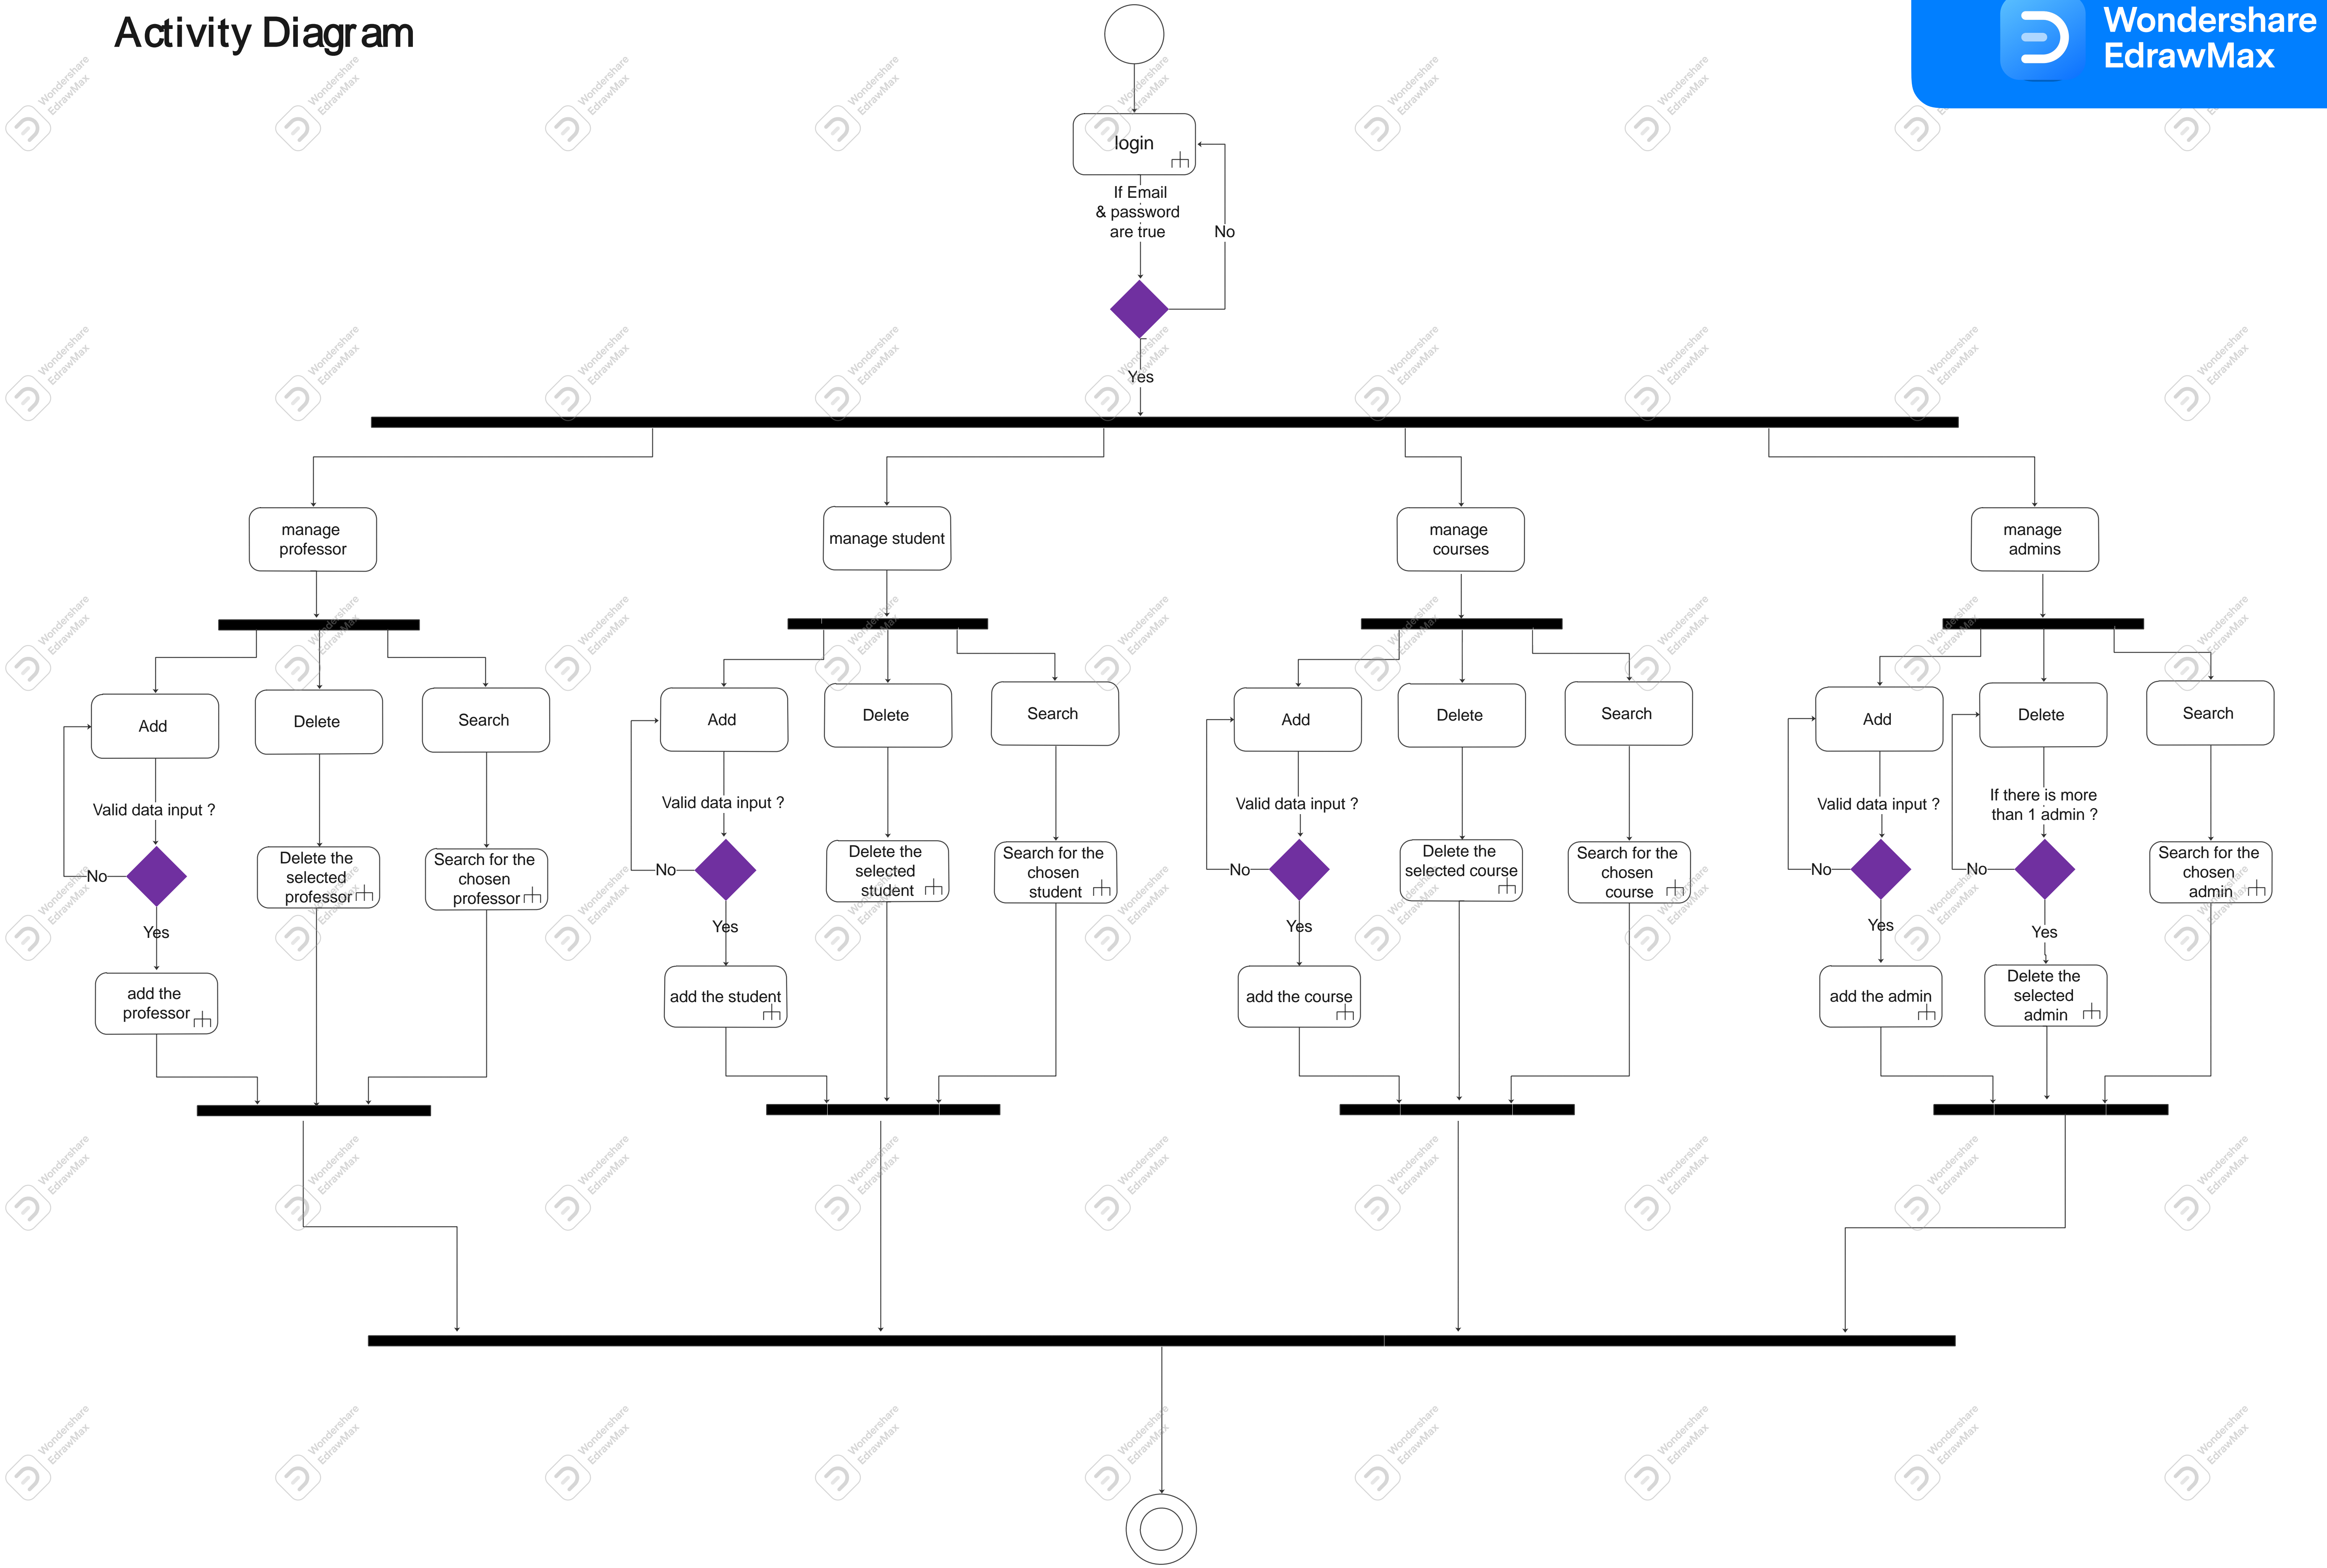 Activity Diagram
Wondershare
EdrawMax
login
If Email
& password
are true
No
Yes
manage
professor
manage student
manage
courses
manage
admins
Add
Delete
Search
Add
Delete
Search
Add
Delete
Search
Add
Delete
Search
Valid data input ?
Valid data input ?
Valid data input ?
Valid data input ?
If there is more
than 1 admin ?
No
Delete the
selected
professor
Search for the
chosen
professor
No
Delete the
selected
student
Search for the
chosen
student
No
Delete the
selected course
Search for the
chosen
course
No
No
Search for the
chosen
admin
Yes
Yes
Yes
Yes
Yes
add the
professor
add the student
add the course
add the admin
Delete the
selected
admin